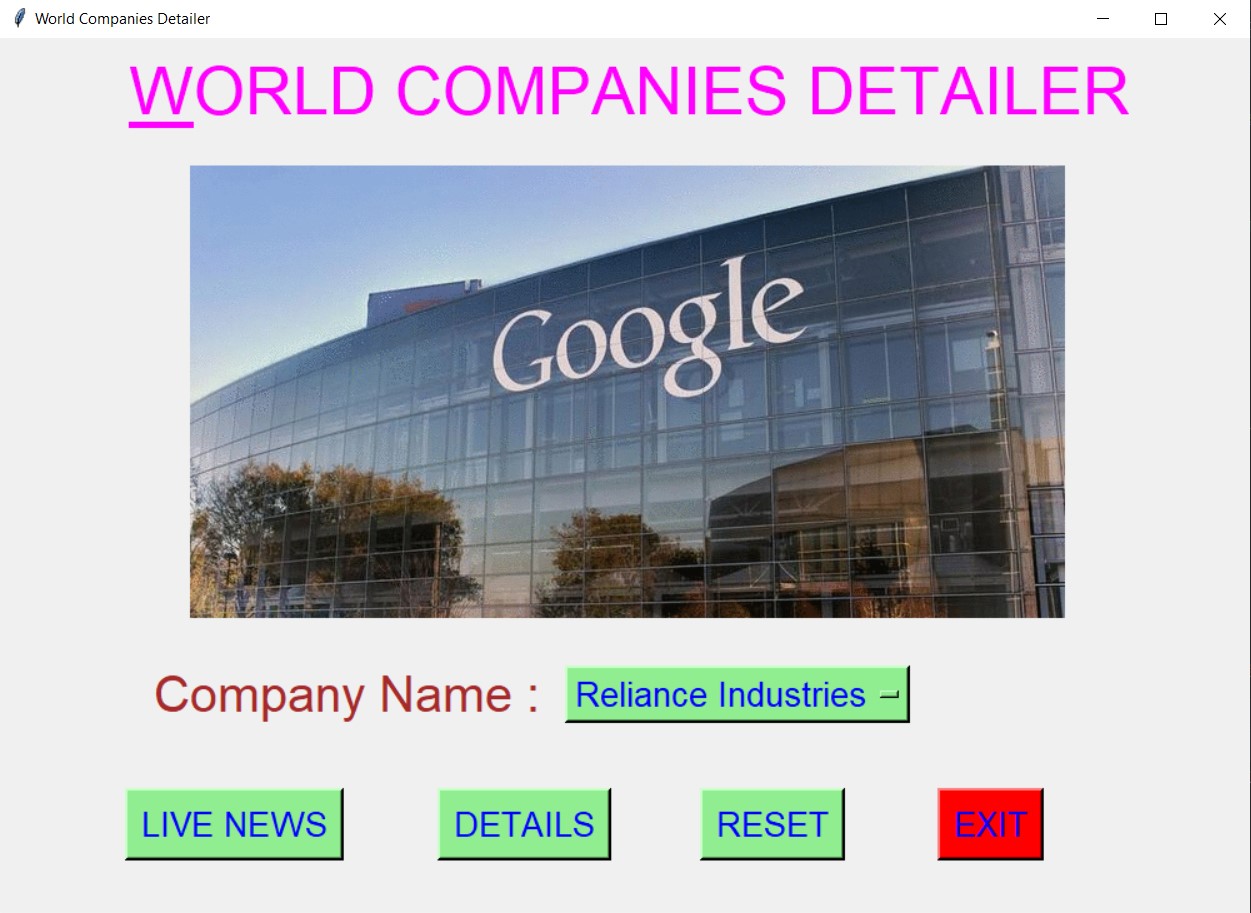 World Companies Detailer
WORLD COMPANIES DETAILER
Google
Company Name : Reliance Industries
LIVE NEWS DETAILS RESET EXIT